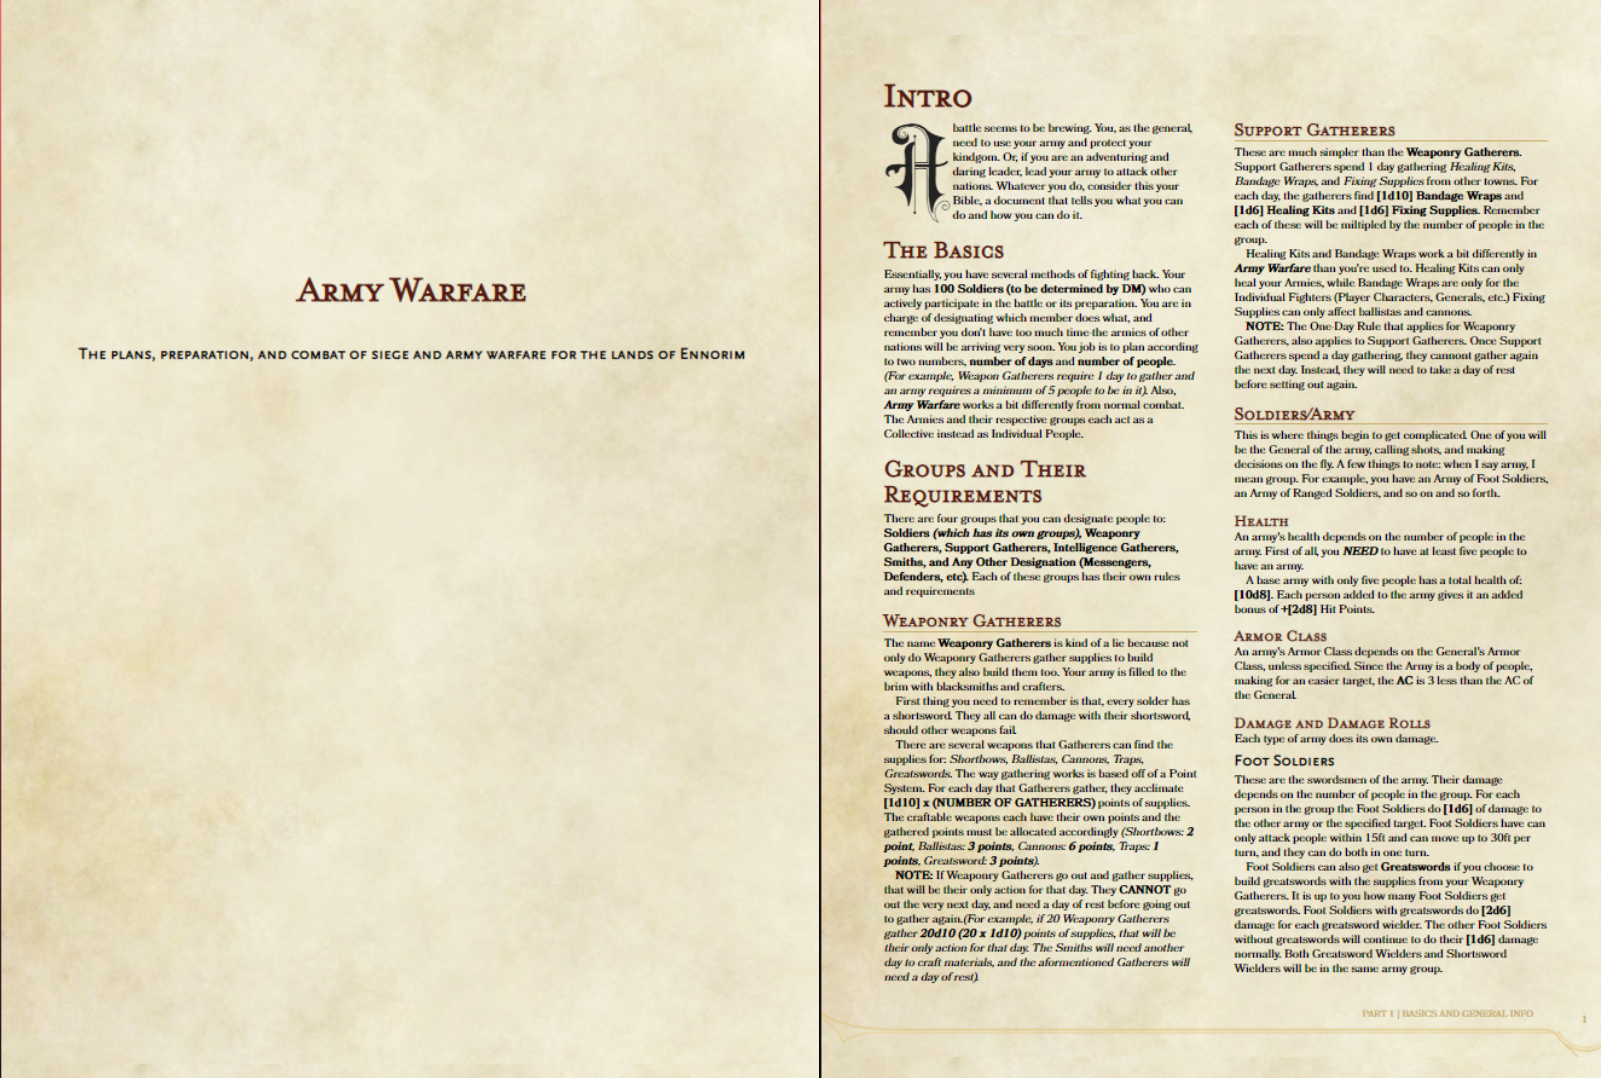 Army Warfare
The plans, preparation, and combat of siege and army warfare for the lands of Ennorim
Intro
A battle seems to be brewing. You, as the general,
need to use your army and protect your
kindgom. Or, if you are an adventuring and
daring leader, lead your army to attack other
nations. Whatever you do, consider this your
Bible, a document that tells you what you can
do and how you can do it.
The Basics
Essentially, you have several methods of fighting back. Your
army has 100 Soldiers (to be determined by DM) who can
actively participate in the battle or its preparation. You are in
charge of designating which member does what, and
remember you don't have too much time-the armies of other
nations will be arriving very soon. You job is to plan according
to two numbers, number of days and number of people.
(For example, Weapon Gatherers require 1 day to gather and
an army requires a minimum of 5 people to be in it). Also,
Army Warfare works a bit differently from normal combat.
The Armies and their respective groups each act as a
Collective instead as Individual People.
Groups and Their
Requirements
There are four groups that you can designate people to:
Soldiers (which has its own groups), Weaponry
Gatherers, Support Gatherers, Intelligence Gatherers,
Smiths, and Any Other Designation (Messengers,
Defenders, etc). Each of these groups has their own rules
and requirements
Weaponry Gatherers
The name Weaponry Gatherers is kind of a lie because not
only do Weaponry Gatherers gather supplies to build
weapons, they also build them too. Your army is filled to the
brim with blacksmiths and crafters.
First thing you need to remember is that, every solder has
a shortsword. They all can do damage with their shortsword,
should other weapons fail.
There are several weapons that Gatherers can find the
supplies for: Shortbows, Ballistas, Cannons, Traps,
Greatswords. The way gathering works is based off of a Point
System. For each day that Gatherers gather, they acclimate
[1d10] x (NUMBER OF GATHERERS) points of supplies.
The craftable weapons each have their own points and the
gathered points must be allocated accordingly (Shortbows: 2
point, Ballistas: 3 points, Cannons: 6 points, Traps: 1
points, Greatsword: 3 points).
NOTE: If Weaponry Gatherers go out and gather supplies,
that will be their only action for that day. They CANNOT go
out the very next day, and need a day of rest before going out
to gather again.(For example, if 20 Weaponry Gatherers
gather 20d10 (20 x 1d10) points of supplies, that will be
their only action for that day. The Smiths will need another
day to craft materials, and the aformentioned Gatherers will
need a day of rest).
Support Gatherers
These are much simpler than the Weaponry Gatherers.
Support Gatherers spend 1 day gathering Healing Kits,
Bandage Wraps, and Fixing Supplies from other towns. For
each day, the gatherers find [1d10] Bandage Wraps and
[1d6] Healing Kits and [1d6] Fixing Supplies. Remember
each of these will be miltipled by the number of people in the
group.
Healing Kits and Bandage Wraps work a bit differently in
Army Warfare than you're used to. Healing Kits can only
heal your Armies, while Bandage Wraps are only for the
Individual Fighters (Player Characters, Generals, etc.) Fixing
Supplies can only affect ballistas and cannons.
NOTE: The One-Day Rule that applies for Weaponry
Gatherers, also applies to Support Gatherers. Once Support
Gatherers spend a day gathering, they cannont gather again
the next day. Instead, they will need to take a day of rest
before setting out again.
Soldiers/Army
This is where things begin to get complicated. One of you will
be the General of the army, calling shots, and making
decisions on the fly. A few things to note: when I say army, I
mean group. For example, you have an Army of Foot Soldiers,
an Army of Ranged Soldiers, and so on and so forth.
Health
An army's health depends on the number of people in the
army. First of all, you NEED to have at least five people to
have an army.
A base army with only five people has a total health of:
[10d8]. Each person added to the army gives it an added
bonus of +[2d8] Hit Points.
Armor Class
An army's Armor Class depends on the General's Armor
Class, unless specified. Since the Army is a body of people,
making for an easier target, the AC is 3 less than the AC of
the General.
Damage and Damage Rolls
Each type of army does its own damage.
Foot Soldiers
These are the swordsmen of the army. Their damage
depends on the number of people in the group. For each
person in the group the Foot Soldiers do [1d6] of damage to
the other army or the specified target. Foot Soldiers have can
only attack people within 15ft and can move up to 30ft per
turn, and they can do both in one turn.
Foot Soldiers can also get Greatswords if you choose to
build greatswords with the supplies from your Weaponry
Gatherers. It is up to you how many Foot Soldiers get
greatswords. Foot Soldiers with greatswords do [2d6]
damage for each greatsword wielder. The other Foot Soldiers
without greatswords will continue to do their [1d6] damage
normally. Both Greatsword Wielders and Shortsword
Wielders will be in the same army group.
PART 1 | BASICS AND GENERAL INFO
1